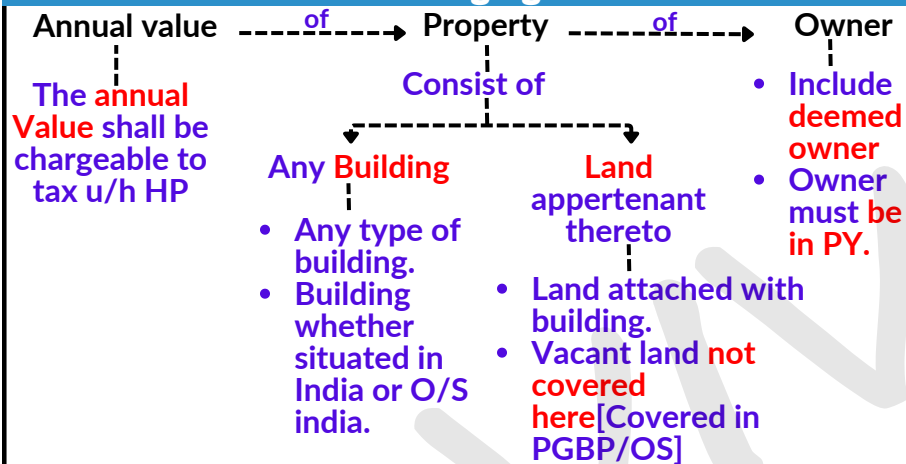 Annual value of Property of Owner
The annual
Value shall be
chargeable to
tax u/h HP
Consist of
Any Building
• Any type of
building.
• Building
whether
situated in
India or O/S
india.
Land
appertenant
thereto
• Land attached with
building.
• Vacant land not
covered
here[Covered in
PGBP/OS]
• Include
deemed
owner
• Owner
must be
in PY.